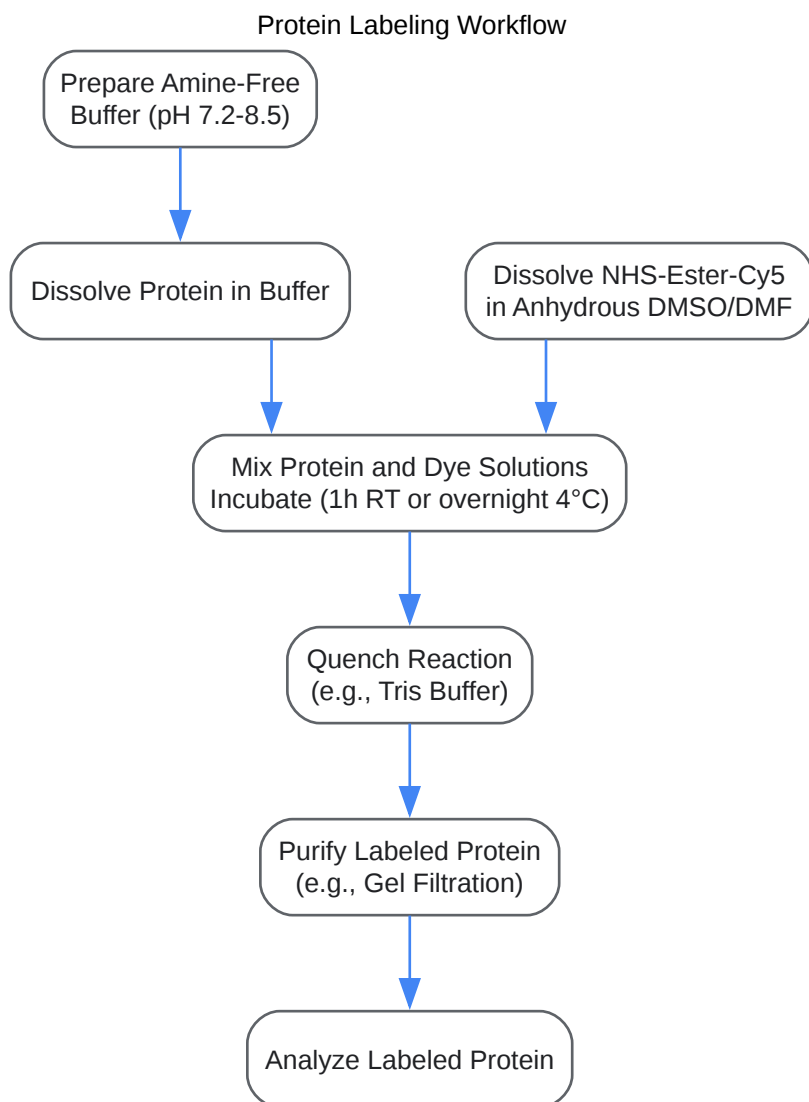 Protein Labeling Workflow
Prepare Amine-Free
Buffer (pH 7.2-8.5)
Dissolve Protein in Buffer
Dissolve NHS-Ester-Cy5
in Anhydrous DMSO/DMF
Mix Protein and Dye Solutions
Incubate (1h RT or overnight 4°C)
Quench Reaction
(e.g., Tris Buffer)
Purify Labeled Protein
(e.g., Gel Filtration)
Analyze Labeled Protein